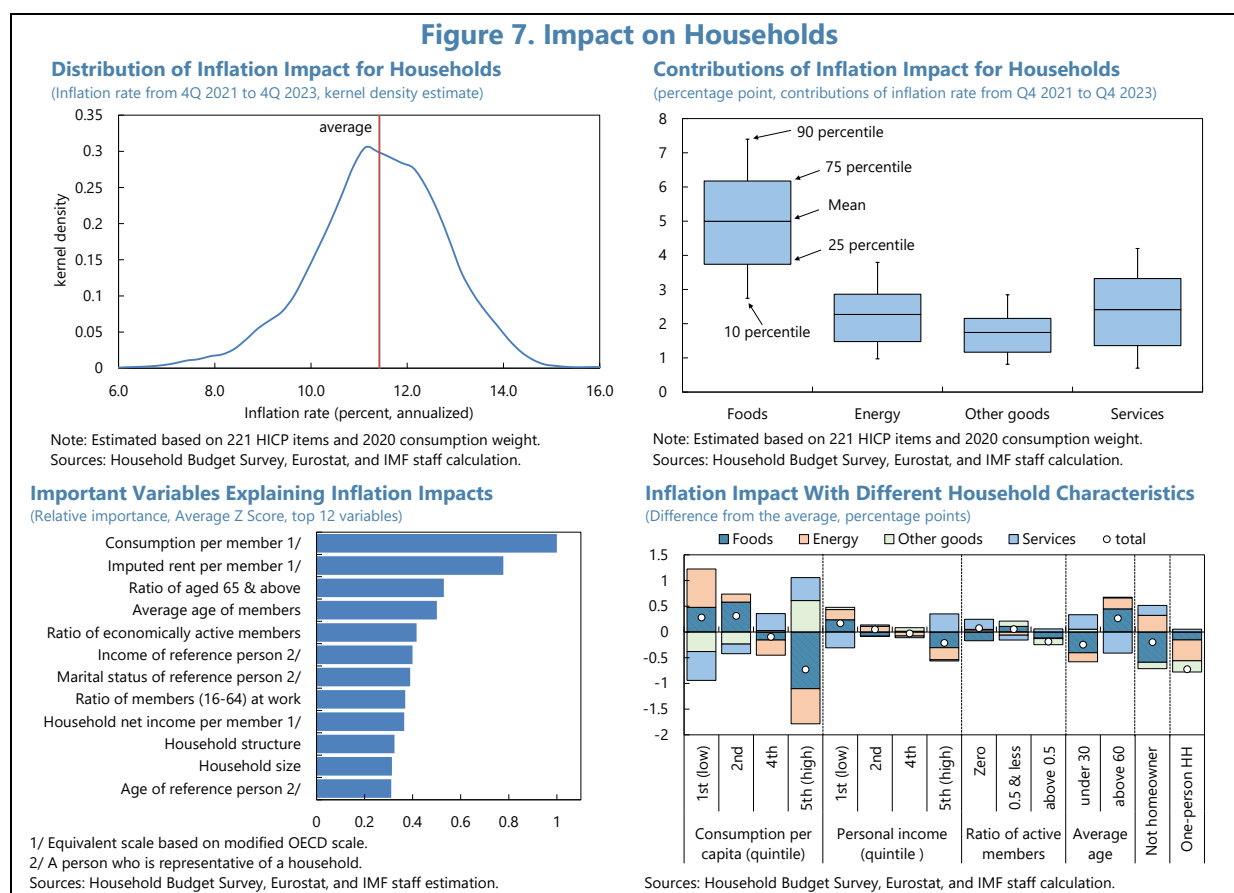 Figure 7. Impact on Households
Distribution of Inflation Impact for Households
(Inflation rate from 4Q 2021 to 4Q 2023, kernel density estimate)
0.35
0.3
0.25
0.2
0.15
0.1
0.05
0
kernel density
average
6.0 8.0 10.0 12.0 14.0 16.0
Inflation rate (percent, annualized)
Note: Estimated based on 221 HICP items and 2020 consumption weight.
Sources: Household Budget Survey, Eurostat, and IMF staff calculation.
Contributions of Inflation Impact for Households
(percentage point, contributions of inflation rate from Q4 2021 to Q4 2023)
8
7
6
5
4
3
2
1
0
90 percentile
75 percentile
Mean
25 percentile
10 percentile
Foods Energy Other goods Services
Note: Estimated based on 221 HICP items and 2020 consumption weight.
Sources: Household Budget Survey, Eurostat, and IMF staff calculation.
Important Variables Explaining Inflation Impacts
(Relative importance, Average Z Score, top 12 variables)
Consumption per member 1/
Imputed rent per member 1/
Ratio of aged 65 & above
Average age of members
Ratio of economically active members
Income of reference person 2/
Marital status of reference person 2/
Ratio of members (16-64) at work
Household net income per member 1/
Household structure
Household size
Age of reference person 2/
0 0.2 0.4 0.6 0.8 1
1/ Equivalent scale based on modified OECD scale.
2/ A person who is representative of a household.
Sources: Household Budget Survey, Eurostat, and IMF staff estimation.
Inflation Impact With Different Household Characteristics
(Difference from the average, percentage points)
Foods Energy Other goods Services total
1.5
1
0.5
0
-0.5
-1
-1.5
-2
1st (low)
2nd
4th
5th (high)
1st (low)
2nd
4th
5th (high)
Zero
0.5 & less
above 0.5
under 30
above 60
Not homeowner
One-person HH
Consumption per
capita (quintile)
Personal income
(quintile )
Ratio of active
members
Average
age
Sources: Household Budget Survey, Eurostat, and IMF staff calculation.